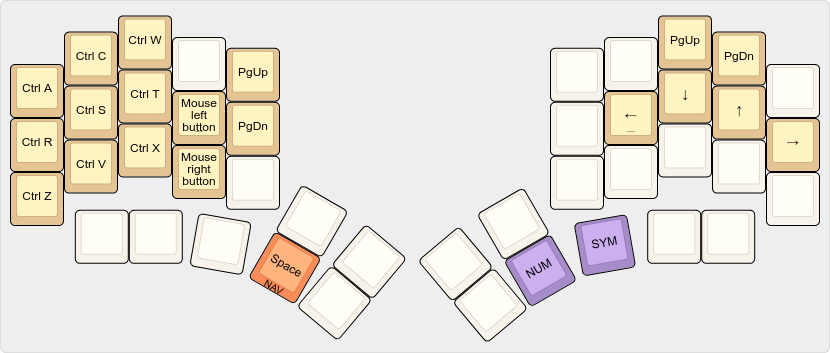 Ctrl W
PgUp
Ctrl C
PgDn
PgUp
Ctrl A
Ctrl T
↓
Ctrl S
Mouse
left
button
←
_
↑
PgDn
Ctrl R
Ctrl X
→
Ctrl V
Mouse
right
button
Ctrl Z
SYM
Space
NAV
NUM